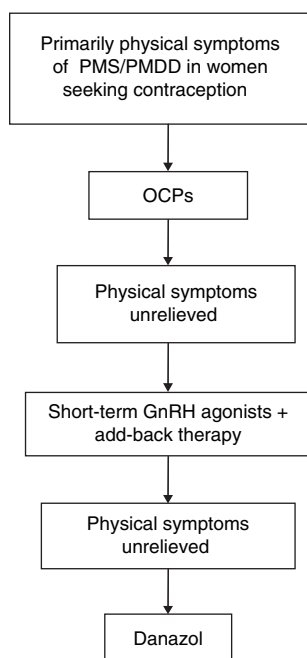 Primarily physical symptoms
of PMS/PMDD in women
seeking contraception
OCPs
Physical symptoms
unrelieved
Short-term GnRH agonists +
add-back therapy
Physical symptoms
unrelieved
Danazol